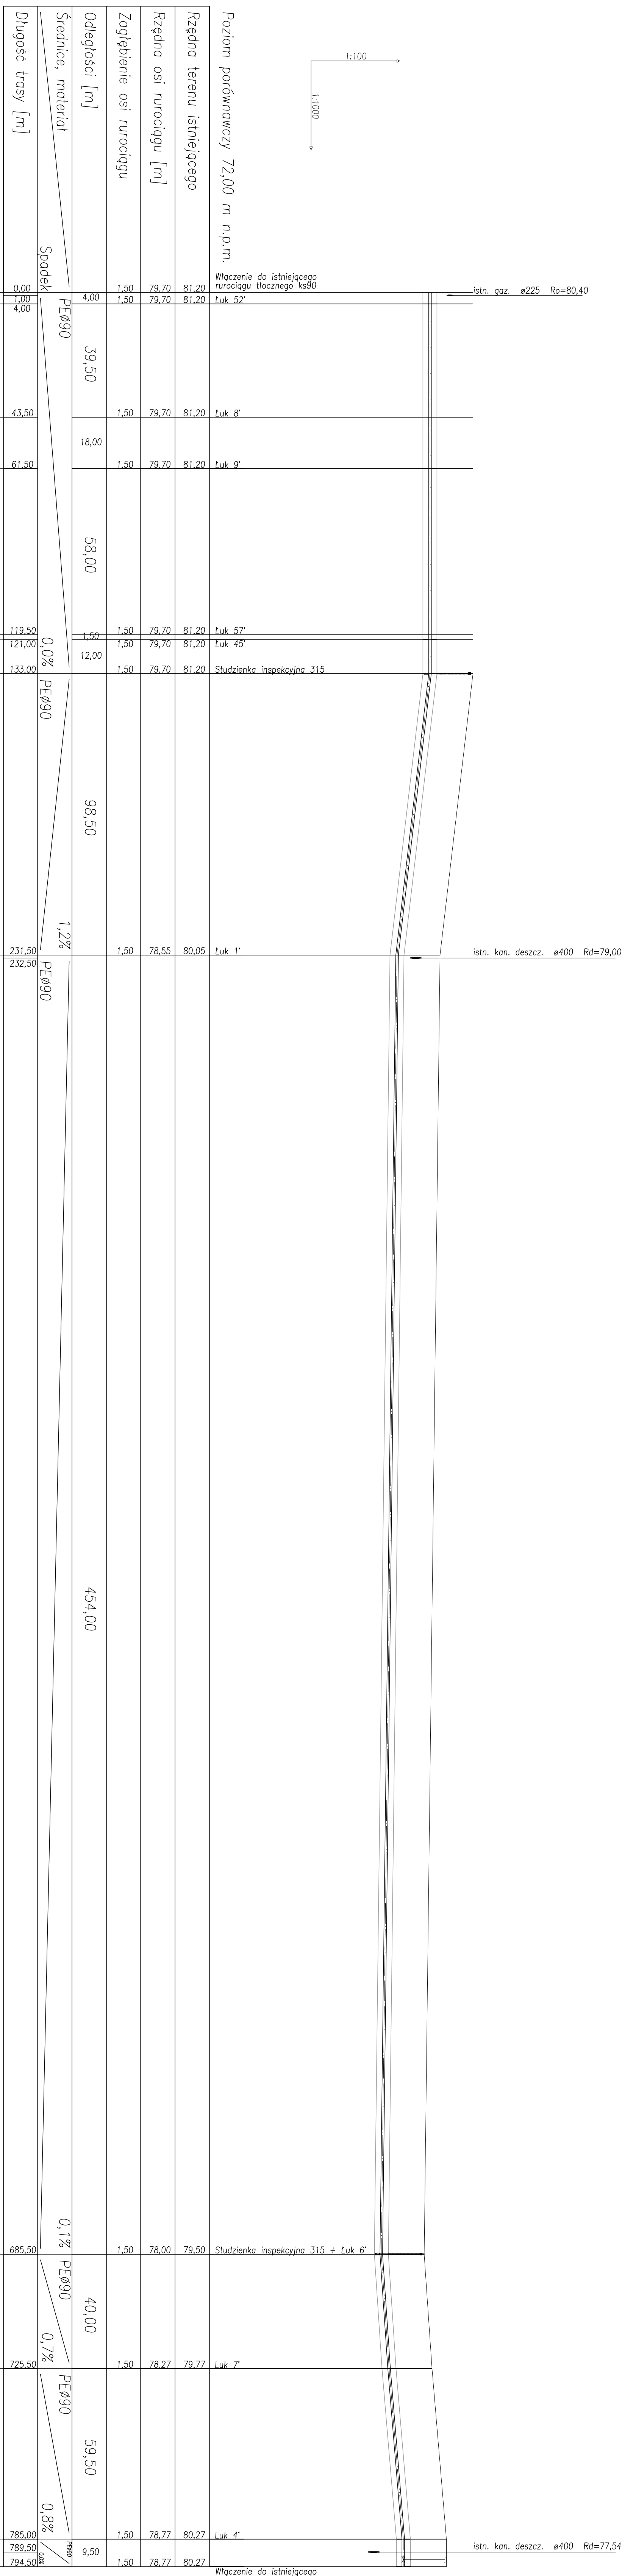 1:100
1:1000
Poziom porównawczy 72,00 m n.p.m.
Rzędna terenu istniejącego
Rzędna osi rurociągu [m]
Zagłębienie osi rurociągu
Odległości [m]
Średnice, materiał
Spadek
Długość trasy [m]
istn. gaz. ø225 Ro=80,40
Włączenie do istniejącego
rurociągu tłocznego ks90
0,00 1,50 79,70 81,20
1,00 4,00 1,50 79,70 81,20 Łuk 52°
4,00
PEØ90
39,50
43,50 1,50 79,70 81,20 Łuk 8°
18,00
61,50 1,50 79,70 81,20 Łuk 9°
58,00
119,50 1,50 1,50 79,70 81,20 Łuk 57°
121,00 1,50 79,70 81,20 Łuk 45°
0,0% 12,00
133,00 1,50 79,70 81,20 Studzienka inspekcyjna 315
PEØ90
98,50
1,2%
231,50 1,50 78,55 80,05 Łuk 1°
istn. kan. deszcz. ø400 Rd=79,00
232,50
PEØ90
454,00
0,1%
685,50 1,50 78,00 79,50 Studzienka inspekcyjna 315 + Łuk 6°
PEØ90
40,00
0,7%
725,50 1,50 78,27 79,77 Łuk 7°
PEØ90
59,50
0,8%
785,00 1,50 78,77 80,27 Łuk 4°
789,50 PEØ90 9,50
0,0%
istn. kan. deszcz. ø400 Rd=77,54
794,50 1,50 78,77 80,27
Włączenie do istniejącego